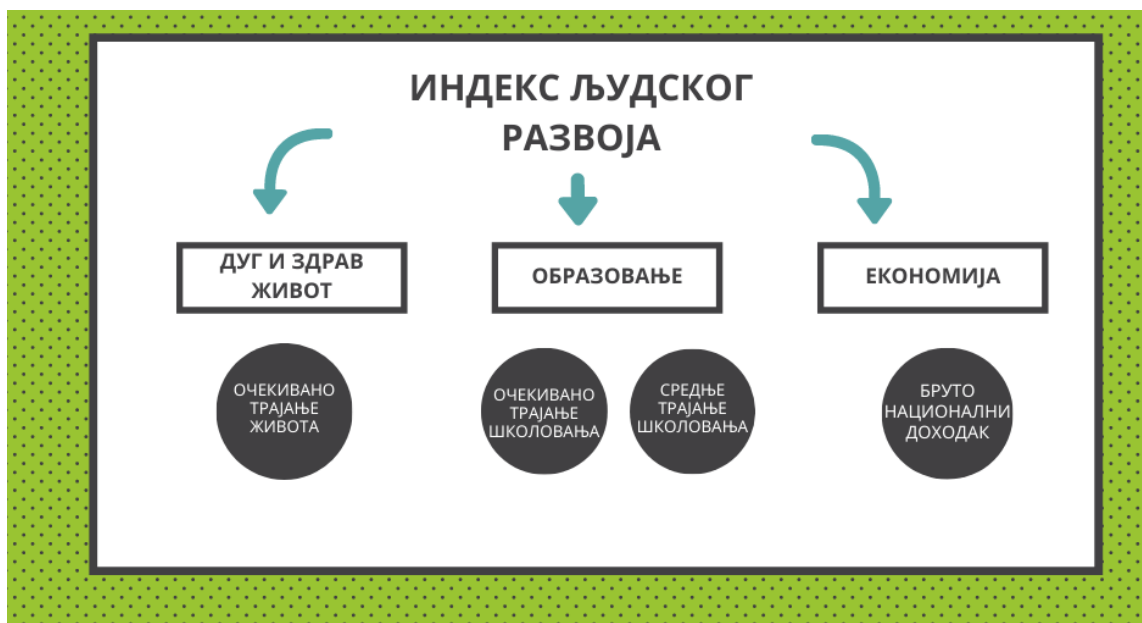 ИНДЕКС ЉУДСКОГ
РАЗВОЈА
ДУГ И ЗДРАВ
ЖИВОТ
ОБРАЗОВАЊЕ
ЕКОНОМИЈА
ОЧЕКИВАНО
ТРАЈАЊЕ
ЖИВОТА
ОЧЕКИВАНО
ТРАЈАЊЕ
ШКОЛОВАЊА
СРЕДЊЕ
ТРАЈАЊЕ
ШКОЛОВАЊА
БРУТО
НАЦИОНАЛНИ
ДОХОДАК